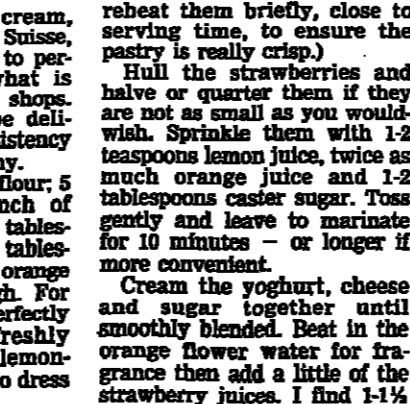 cream,
Suisse,
to per-
what is
shops.
be deli-
istency
ny.
flour; 5
nch of
tables-
tables-
orange
gh. For
erfectly
freshly
lemon-
o dress
rebeat them briefly, close to
serving time, to ensure the
pastry is really crisp.)
Hull the strawberries and
halve or quarter them if they
are not as small as you would
wish. Sprinkle them with 1-2
teaspoons lemon juice, twice as
much orange juice and 1-2
tablespoons caster sugar. Toss
gently and leave to marinate
for 10 minutes — or longer if
more convenient.
Cream the yoghurt, cheese
and sugar together until
smoothly blended. Beat in the
orange flower water for fra-
grance then add a little of the
strawberry juices. I find 1-1½